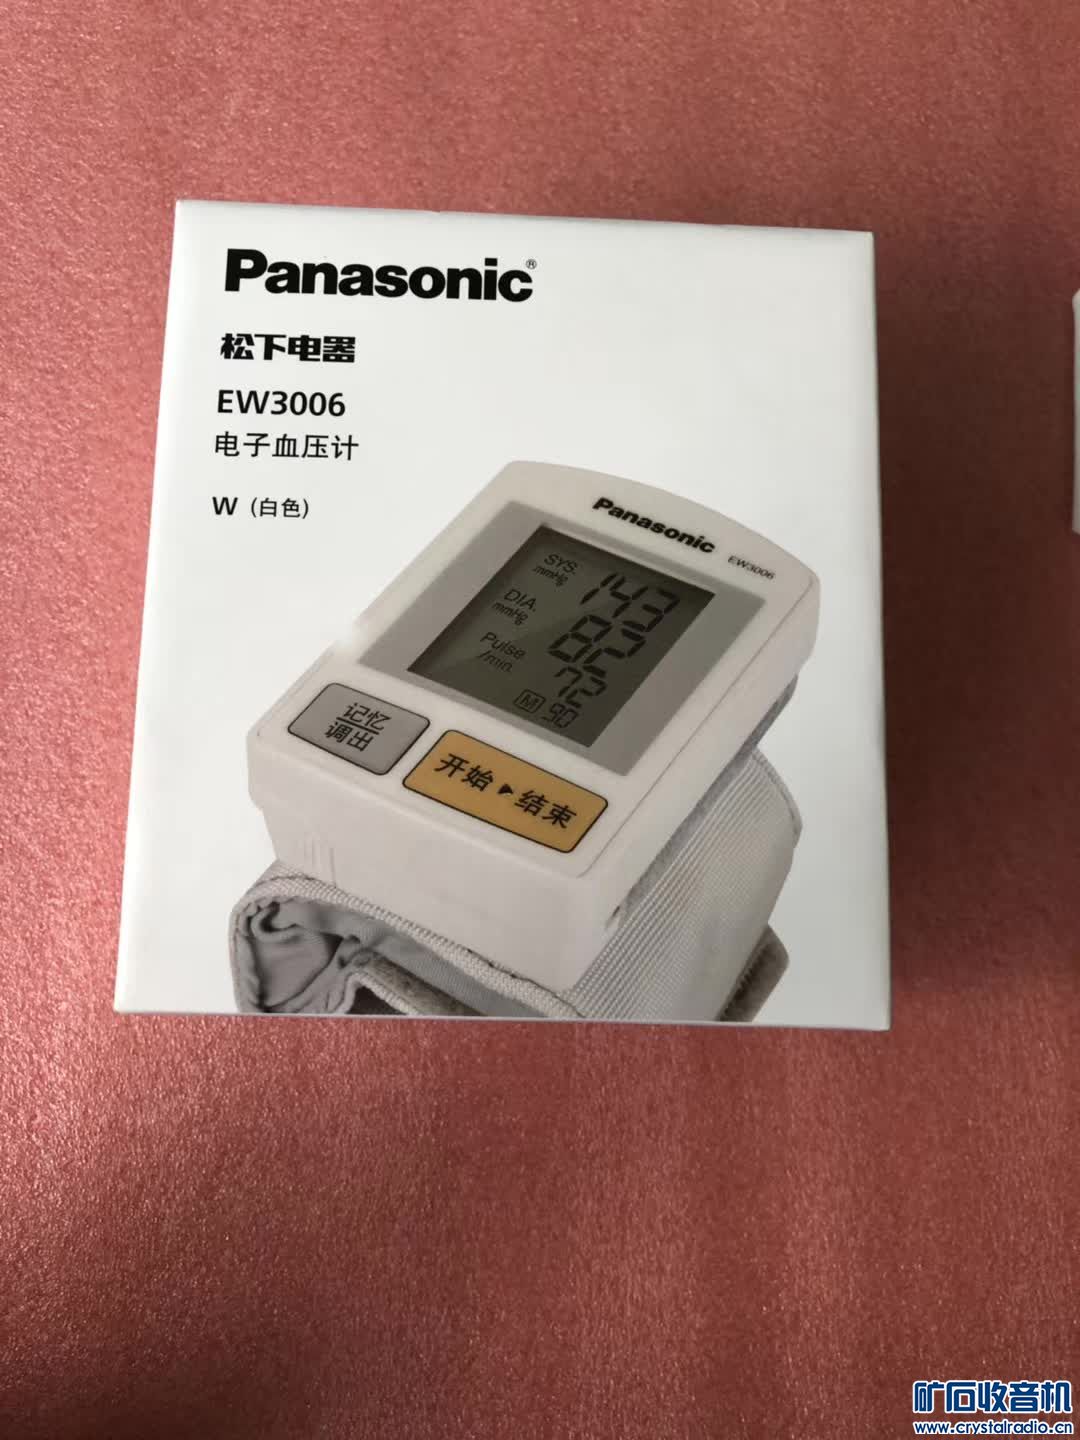 Panasonic®
松下电器
EW3006
电子血压计
W (白色)
Panasonic
EW3006
SYS.
mmHg
143
DIA.
mmHg
82
Pulse
/min.
72
M 90
记忆
调出
开始▶结束
矿石收音机
www.crystalradio.cn